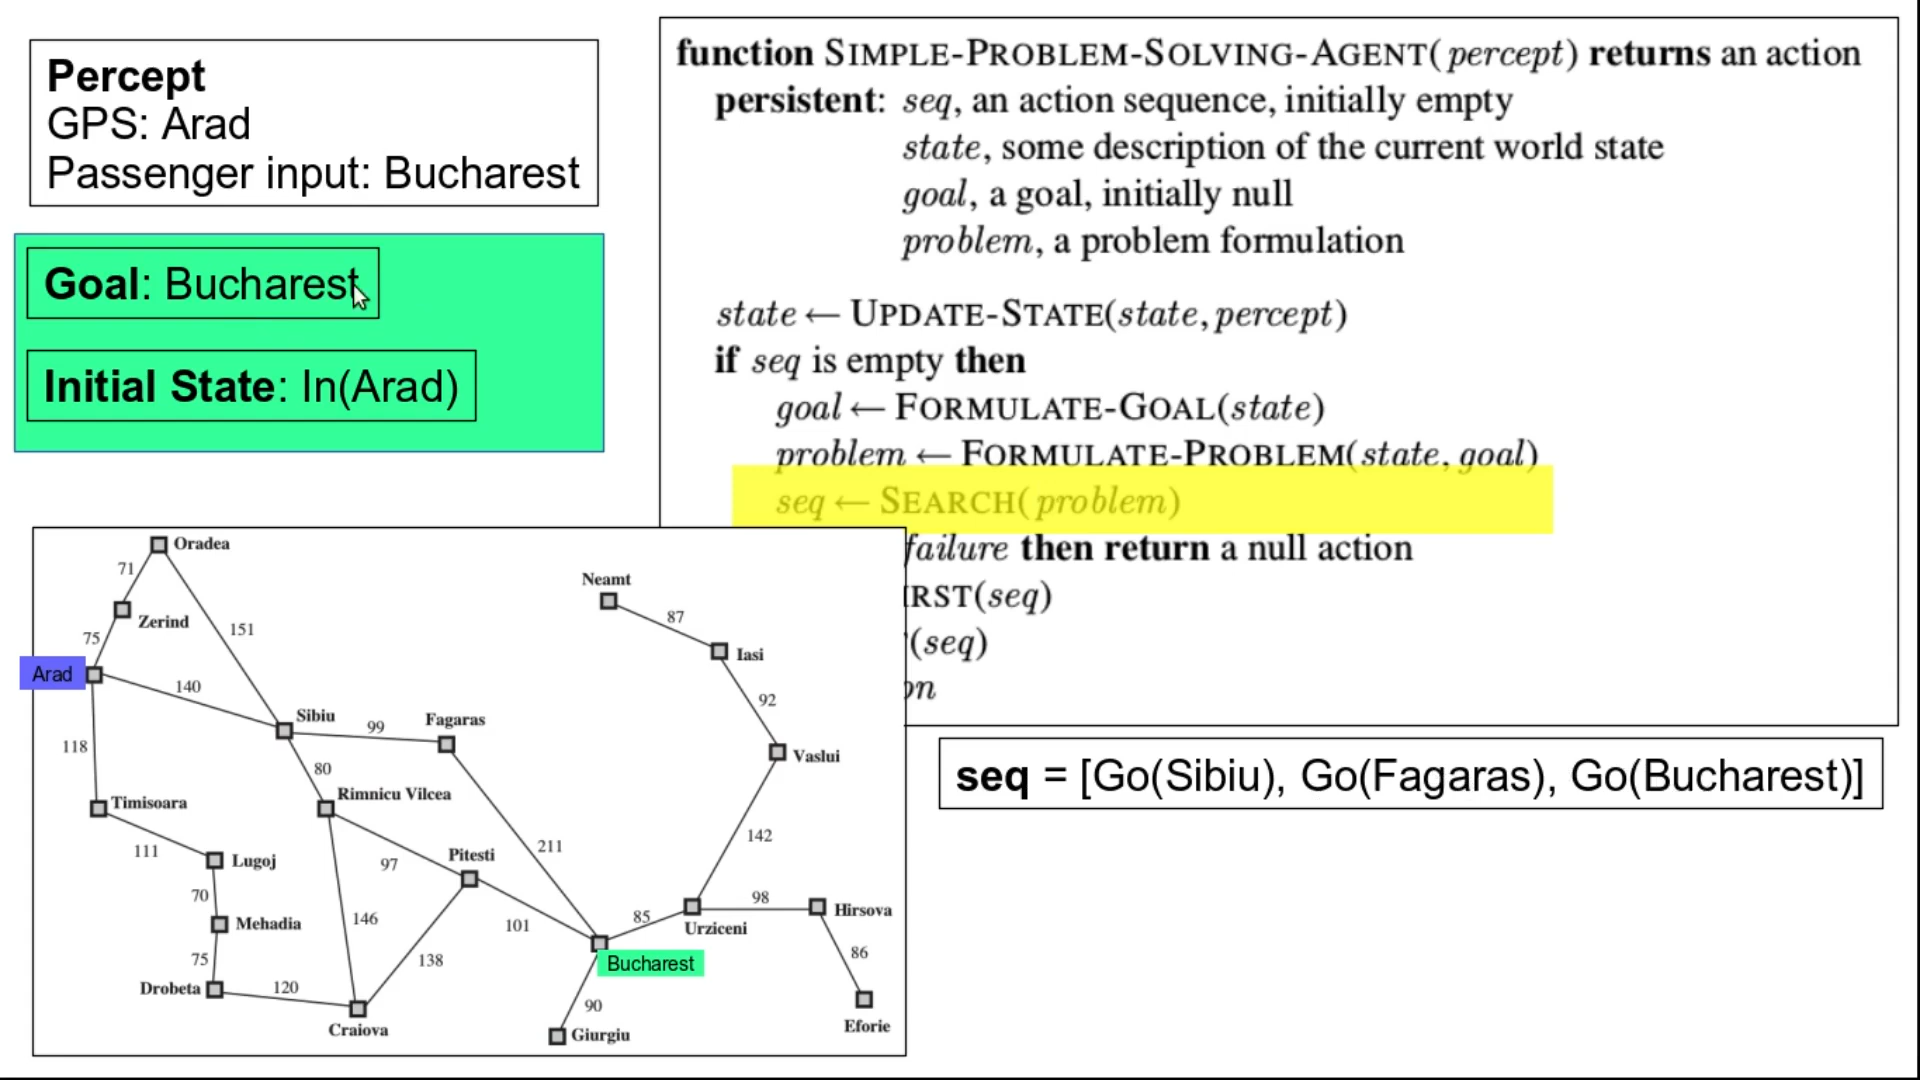 Percept
GPS: Arad
Passenger input: Bucharest
Goal: Bucharest
Initial State: In(Arad)
function SIMPLE-PROBLEM-SOLVING-AGENT(percept) returns an action
persistent: seq, an action sequence, initially empty
state, some description of the current world state
goal, a goal, initially null
problem, a problem formulation
state ← UPDATE-STATE(state, percept)
if seq is empty then
goal ← FORMULATE-GOAL(state)
problem ← FORMULATE-PROBLEM(state, goal)
seq ← SEARCH(problem)
failure then return a null action
(seq)
(seq)
seq = [Go(Sibiu), Go(Fagaras), Go(Bucharest)]
Oradea
71
Neamt
Zerind
87
151
75
Iasi
Arad
140
92
Sibiu
Fagaras
99
118
Vaslui
80
Rimnicu Vilcea
Timisoara
142
211
111
Pitesti
Lugoj
97
70
98
Hirsova
146
85
Mehadia
101
Urziceni
86
138
75
Bucharest
Drobeta
120
90
Craiova
Eforie
Giurgiu